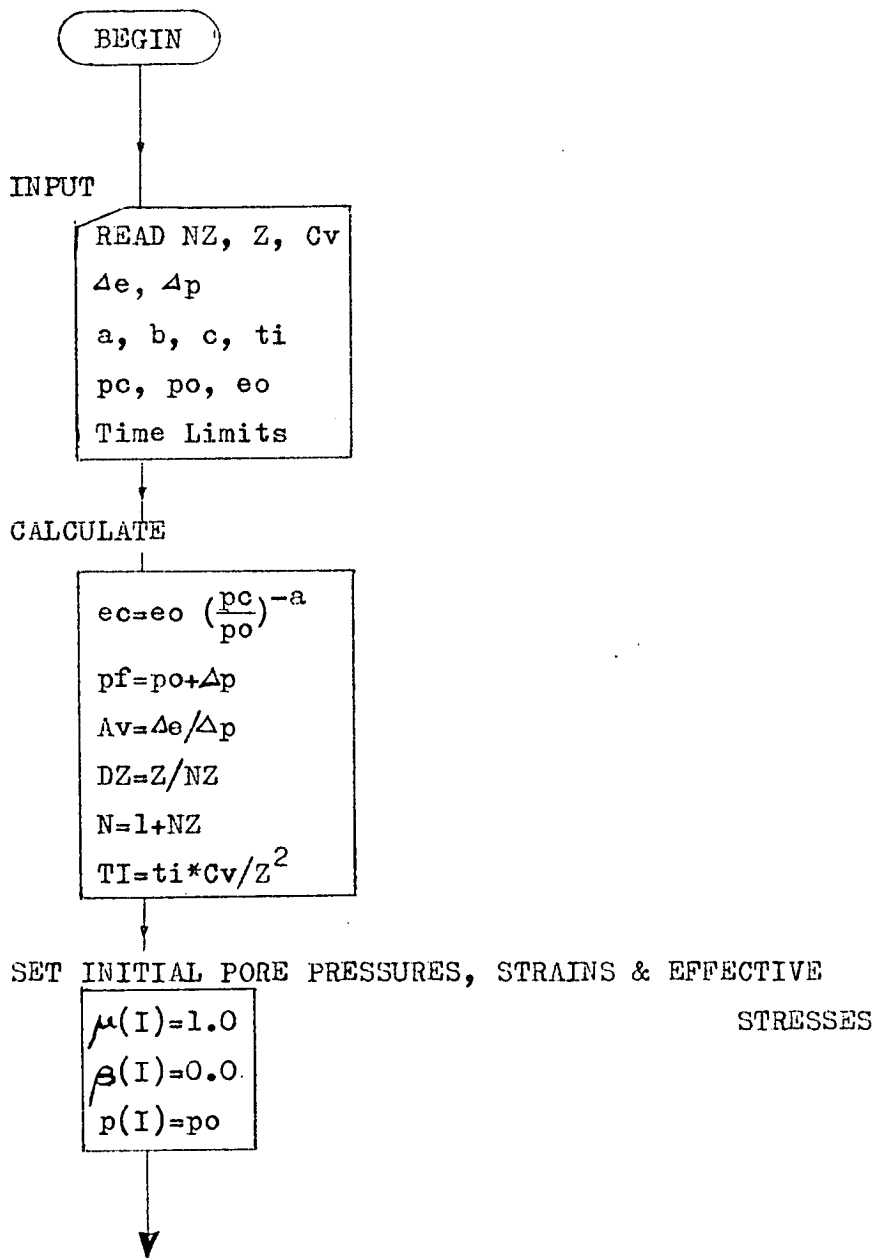 BEGIN
INPUT
READ NZ, Z, Cv
Δe, Δp
a, b, c, ti
pc, po, eo
Time Limits
CALCULATE
ec=eo (pc/po)^-a
pf=po+Δp
Av=Δe/Δp
DZ=Z/NZ
N=1+NZ
TI=ti*Cv/Z^2
SET INITIAL PORE PRESSURES, STRAINS & EFFECTIVE
STRESSES
μ(I)=1.0
β(I)=0.0
p(I)=po